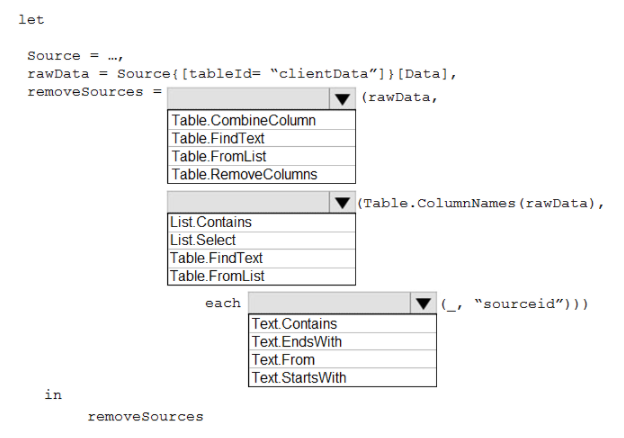 let
Source = …,
rawData = Source{[tableId= “clientData”]}[Data],
removeSources = (rawData,
Table.CombineColumn
Table.FindText
Table.FromList
Table.RemoveColumns
(Table.ColumnNames(rawData),
List.Contains
List.Select
Table.FindText
Table.FromList
each (_, “sourceid”)))
Text.Contains
Text.EndsWith
Text.From
Text.StartsWith
in
removeSources